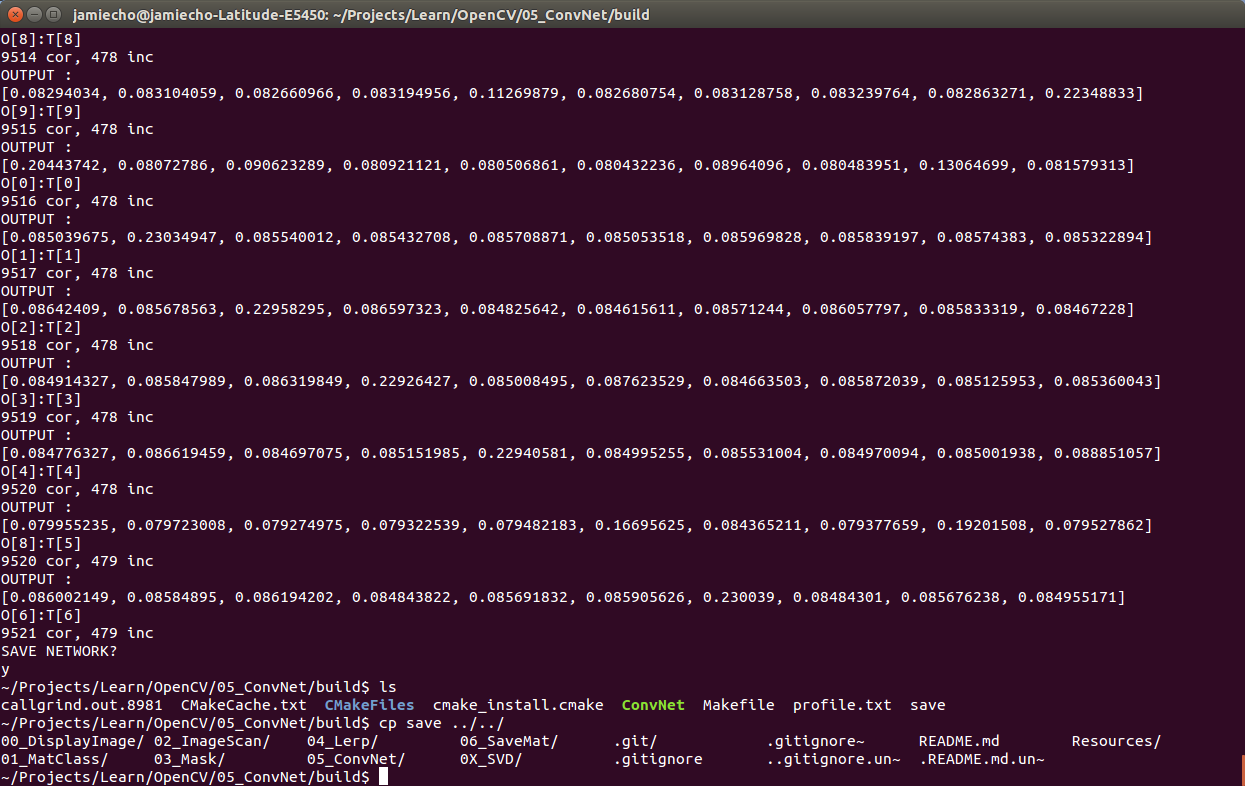 jamiecho@jamiecho-Latitude-E5450: ~/Projects/Learn/OpenCV/05_ConvNet/build
O[8]:T[8]
9514 cor, 478 inc
OUTPUT :
[0.08294034, 0.083104059, 0.082660966, 0.083194956, 0.11269879, 0.082680754, 0.083128758, 0.083239764, 0.082863271, 0.22348833]
O[9]:T[9]
9515 cor, 478 inc
OUTPUT :
[0.20443742, 0.08072786, 0.090623289, 0.080921121, 0.080506861, 0.080432236, 0.08964096, 0.080483951, 0.13064699, 0.081579313]
O[0]:T[0]
9516 cor, 478 inc
OUTPUT :
[0.085039675, 0.23034947, 0.085540012, 0.085432708, 0.085708871, 0.085053518, 0.085969828, 0.085839197, 0.08574383, 0.085322894]
O[1]:T[1]
9517 cor, 478 inc
OUTPUT :
[0.08642409, 0.085678563, 0.22958295, 0.086597323, 0.084825642, 0.084615611, 0.08571244, 0.086057797, 0.085833319, 0.08467228]
O[2]:T[2]
9518 cor, 478 inc
OUTPUT :
[0.084914327, 0.085847989, 0.086319849, 0.22926427, 0.085008495, 0.087623529, 0.084663503, 0.085872039, 0.085125953, 0.085360043]
O[3]:T[3]
9519 cor, 478 inc
OUTPUT :
[0.084776327, 0.086619459, 0.084697075, 0.085151985, 0.22940581, 0.084995255, 0.085531004, 0.084970094, 0.085001938, 0.088851057]
O[4]:T[4]
9520 cor, 478 inc
OUTPUT :
[0.079955235, 0.079723008, 0.079274975, 0.079322539, 0.079482183, 0.16695625, 0.084365211, 0.079377659, 0.19201508, 0.079527862]
O[8]:T[5]
9520 cor, 479 inc
OUTPUT :
[0.086002149, 0.08584895, 0.086194202, 0.084843822, 0.085691832, 0.085905626, 0.230039, 0.08484301, 0.085676238, 0.084955171]
O[6]:T[6]
9521 cor, 479 inc
SAVE NETWORK?
y
~/Projects/Learn/OpenCV/05_ConvNet/build$ ls
callgrind.out.8981  CMakeCache.txt  CMakeFiles  cmake_install.cmake  ConvNet  Makefile  profile.txt  save
~/Projects/Learn/OpenCV/05_ConvNet/build$ cp save ../../
00_DisplayImage/ 02_ImageScan/    04_Lerp/         06_SaveMat/      .git/            .gitignore~      README.md        Resources/
01_MatClass/     03_Mask/         05_ConvNet/      0X_SVD/          .gitignore       ..gitignore.un~  .README.md.un~
~/Projects/Learn/OpenCV/05_ConvNet/build$